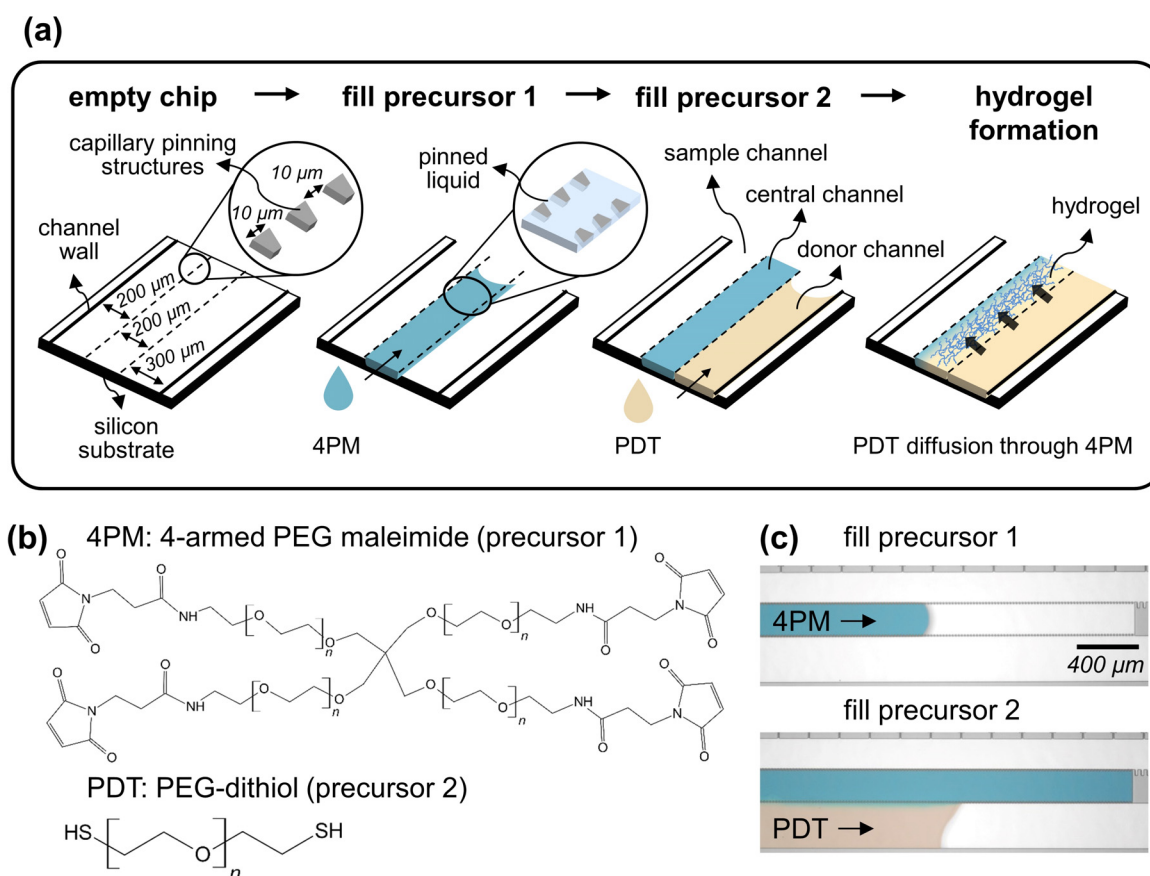 (a)
empty chip → fill precursor 1 → fill precursor 2 → hydrogel formation
capillary pinning structures
10 µm
10 µm
channel wall
200 µm
200 µm
300 µm
silicon substrate
pinned liquid
4PM
sample channel
central channel
donor channel
PDT
hydrogel
PDT diffusion through 4PM
(b)
4PM: 4-armed PEG maleimide (precursor 1)
O
O
N
O
NH
O
n
O
O
n
O
NH
O
N
O
O
O
O
N
O
NH
O
n
O
O
n
O
NH
O
N
O
O
PDT: PEG-dithiol (precursor 2)
HS
O
n
SH
(c)
fill precursor 1
4PM →
400 µm
fill precursor 2
PDT →